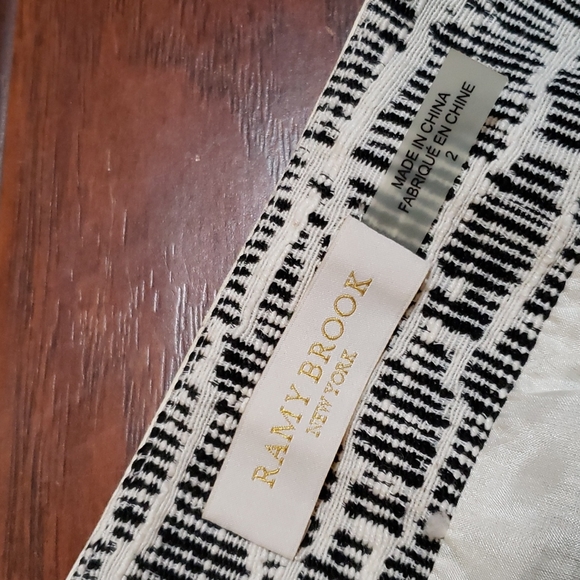 MADE IN CHINA
FABRIQUÉ EN CHINE
2
RAMY BROOK
NEW YORK